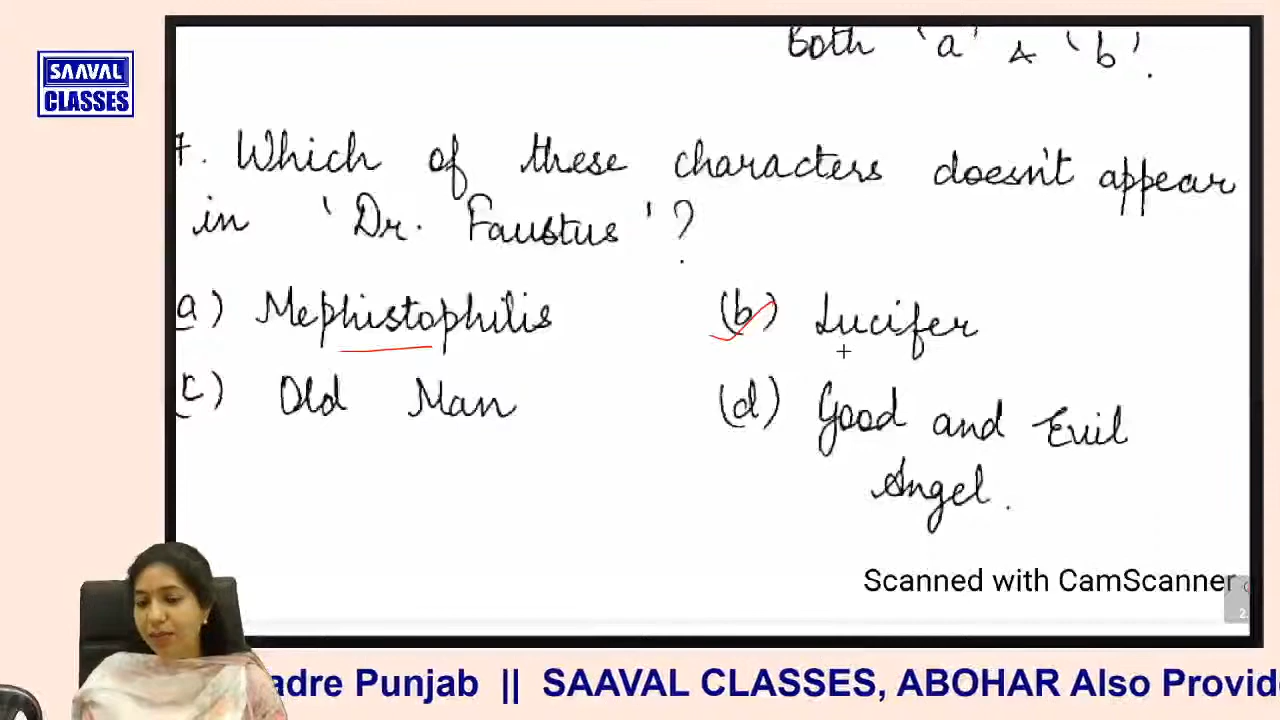 SAAVAL
CLASSES
Both 'a' & 'b'.
7. Which of these characters doesn't appear
in 'Dr. Faustus'?
(a) Mephistophilis
(b) Lucifer
(c) Old Man
(d) Good and Evil
Angel.
Scanned with CamScanner
adre Punjab || SAAVAL CLASSES, ABOHAR Also Provide